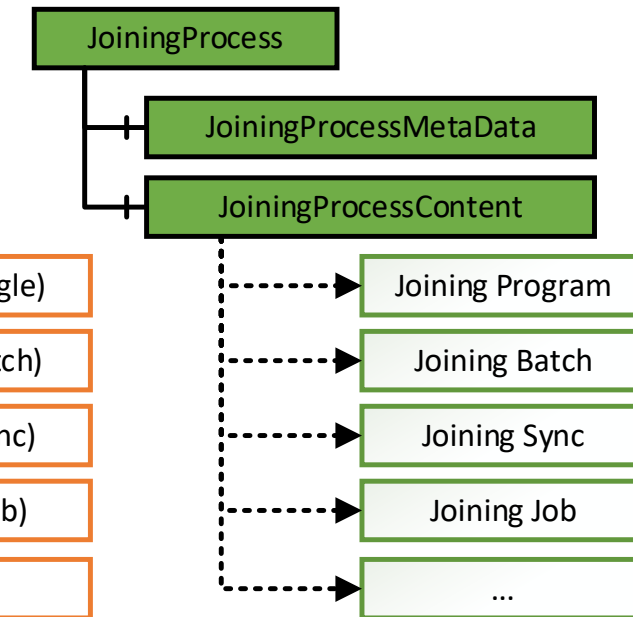 JoiningProcess
JoiningProcessMetaData
JoiningProcessContent
gle)
Joining Program
tch)
Joining Batch
nc)
Joining Sync
b)
Joining Job
...